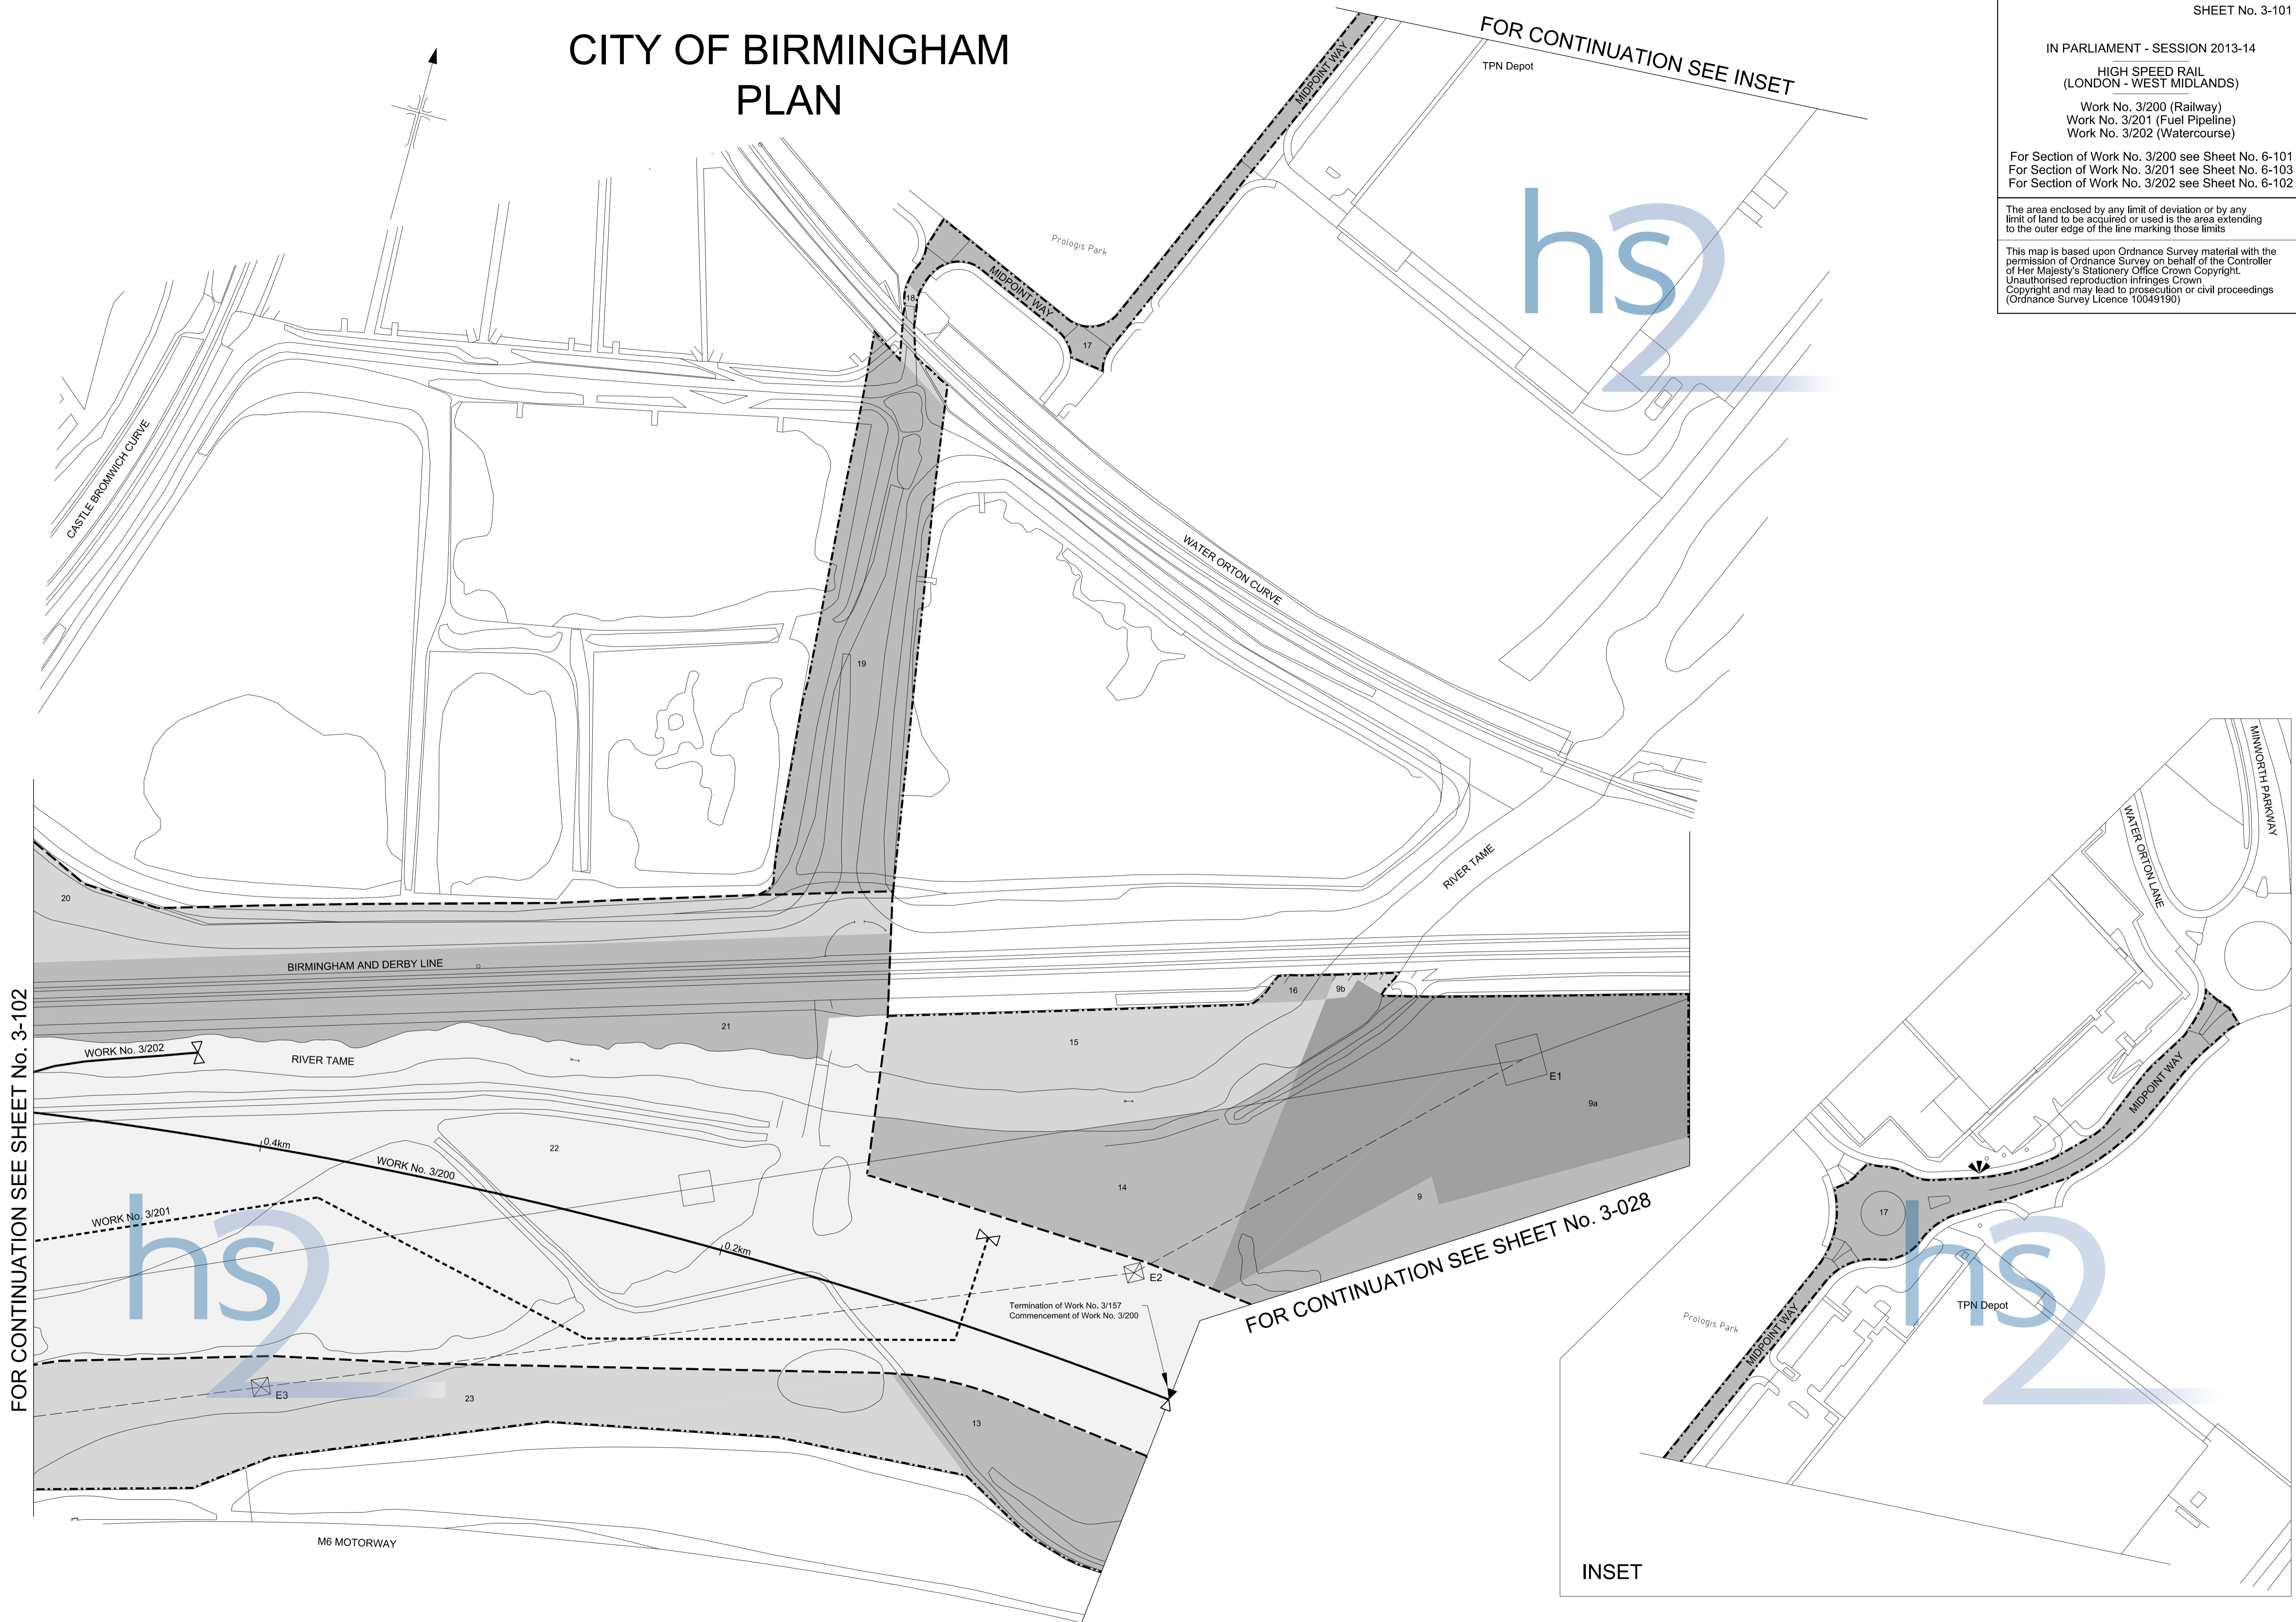 CITY OF BIRMINGHAM
PLAN
SHEET No. 3-101
IN PARLIAMENT - SESSION 2013-14
HIGH SPEED RAIL
(LONDON - WEST MIDLANDS)
Work No. 3/200 (Railway)
Work No. 3/201 (Fuel Pipeline)
Work No. 3/202 (Watercourse)
For Section of Work No. 3/200 see Sheet No. 6-101
For Section of Work No. 3/201 see Sheet No. 6-103
For Section of Work No. 3/202 see Sheet No. 6-102
The area enclosed by any limit of deviation or by any
limit of land to be acquired or used is the area extending
to the outer edge of the line marking those limits
This map is based upon Ordnance Survey material with the
permission of Ordnance Survey on behalf of the Controller
of Her Majesty's Stationery Office Crown Copyright.
Unauthorised reproduction infringes Crown
Copyright and may lead to prosecution or civil proceedings
(Ordnance Survey Licence 10049190)
FOR CONTINUATION SEE INSET
MIDPOINT WAY
TPN Depot
hs2
Prologis Park
MIDPOINT WAY
18
17
CASTLE BROMWICH CURVE
WATER ORTON CURVE
19
RIVER TAME
20
BIRMINGHAM AND DERBY LINE
16
9b
21
15
WORK No. 3/202
RIVER TAME
E1
9a
0.4km
22
WORK No. 3/200
14
9
WORK No. 3/201
hs2
0.2km
E2
Termination of Work No. 3/157
Commencement of Work No. 3/200
FOR CONTINUATION SEE SHEET No. 3-028
E3
23
13
M6 MOTORWAY
FOR CONTINUATION SEE SHEET No. 3-102
MINWORTH PARKWAY
WATER ORTON LANE
MIDPOINT WAY
17
hs2
TPN Depot
Prologis Park
MIDPOINT WAY
INSET